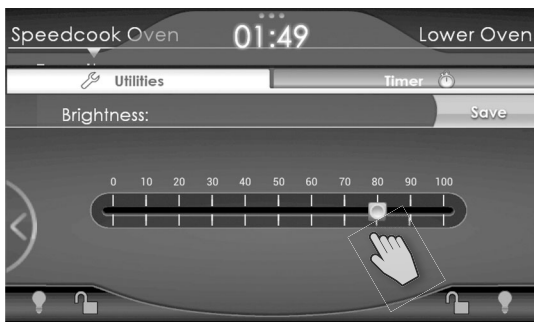 Speedcook Oven 01:49 Lower Oven
Utilities Timer
Brightness: Save
0 10 20 30 40 50 60 70 80 90 100